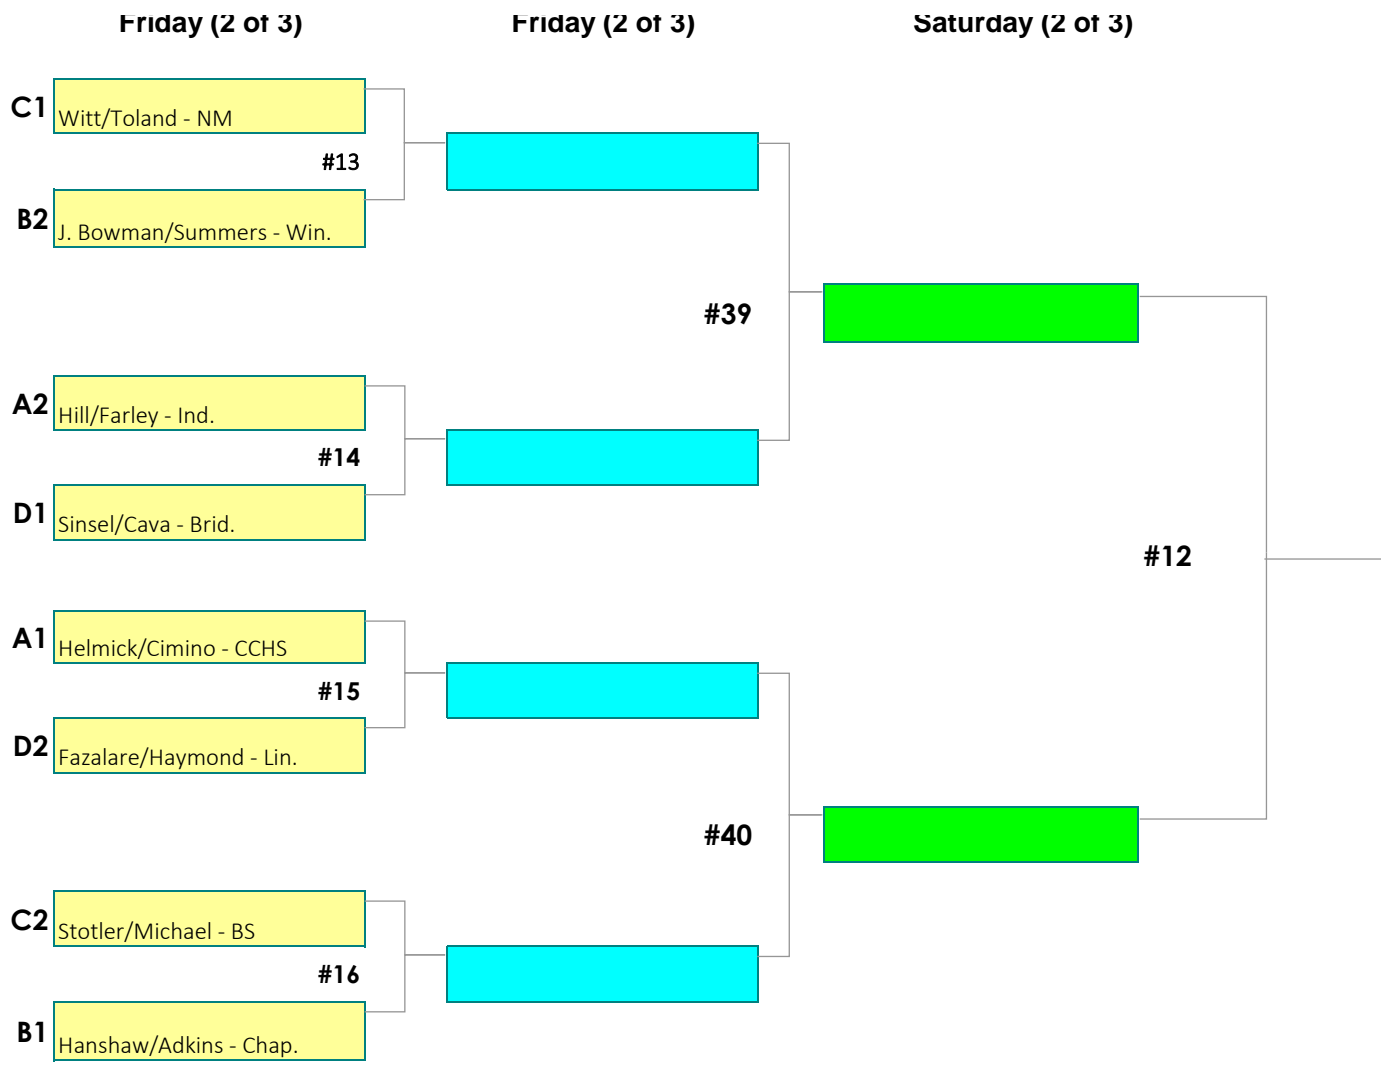 Friday (2 of 3)
Friday (2 of 3)
Saturday (2 of 3)
C1
Witt/Toland - NM
#13
B2
J. Bowman/Summers - Win.
#39
A2
Hill/Farley - Ind.
#14
D1
Sinsel/Cava - Brid.
#12
A1
Helmick/Cimino - CCHS
#15
D2
Fazalare/Haymond - Lin.
#40
C2
Stotler/Michael - BS
#16
B1
Hanshaw/Adkins - Chap.